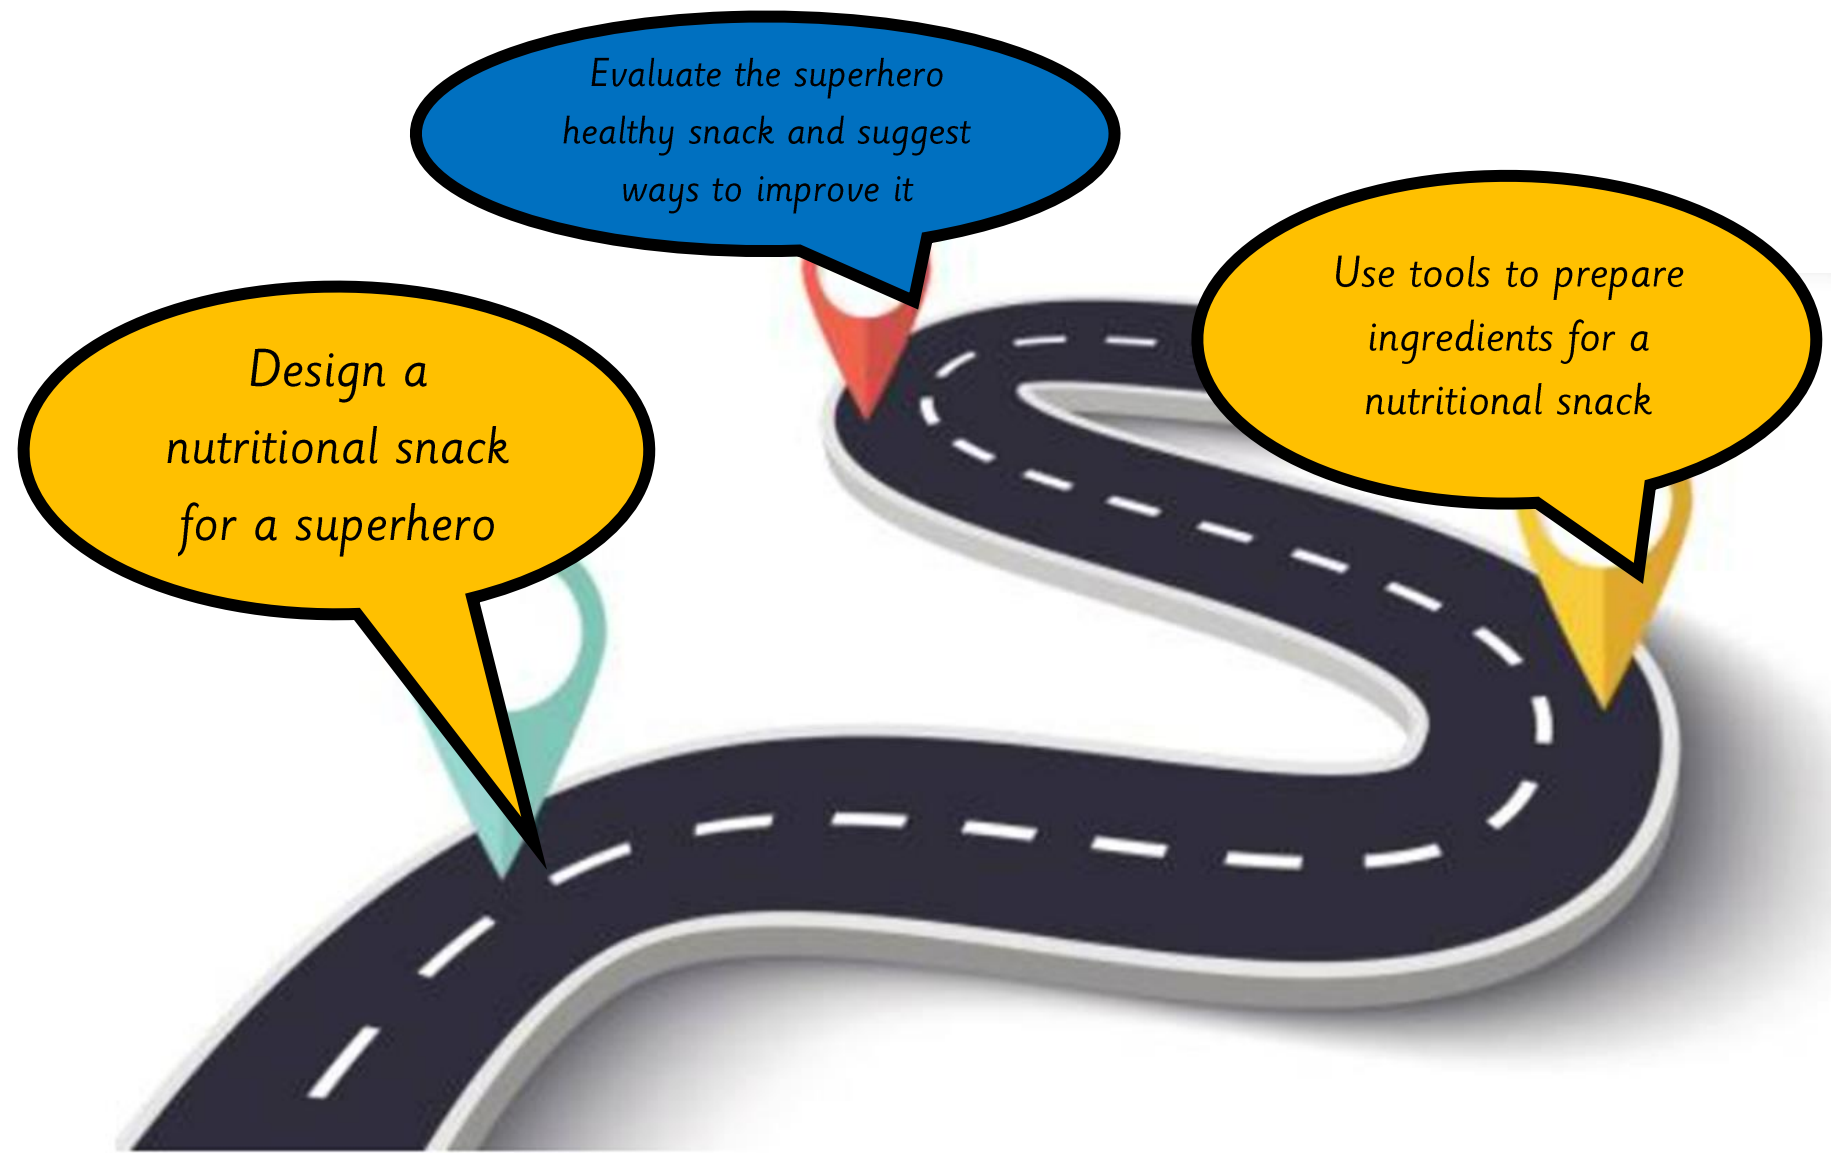 Evaluate the superhero
healthy snack and suggest
ways to improve it
Use tools to prepare
ingredients for a
nutritional snack
Design a
nutritional snack
for a superhero